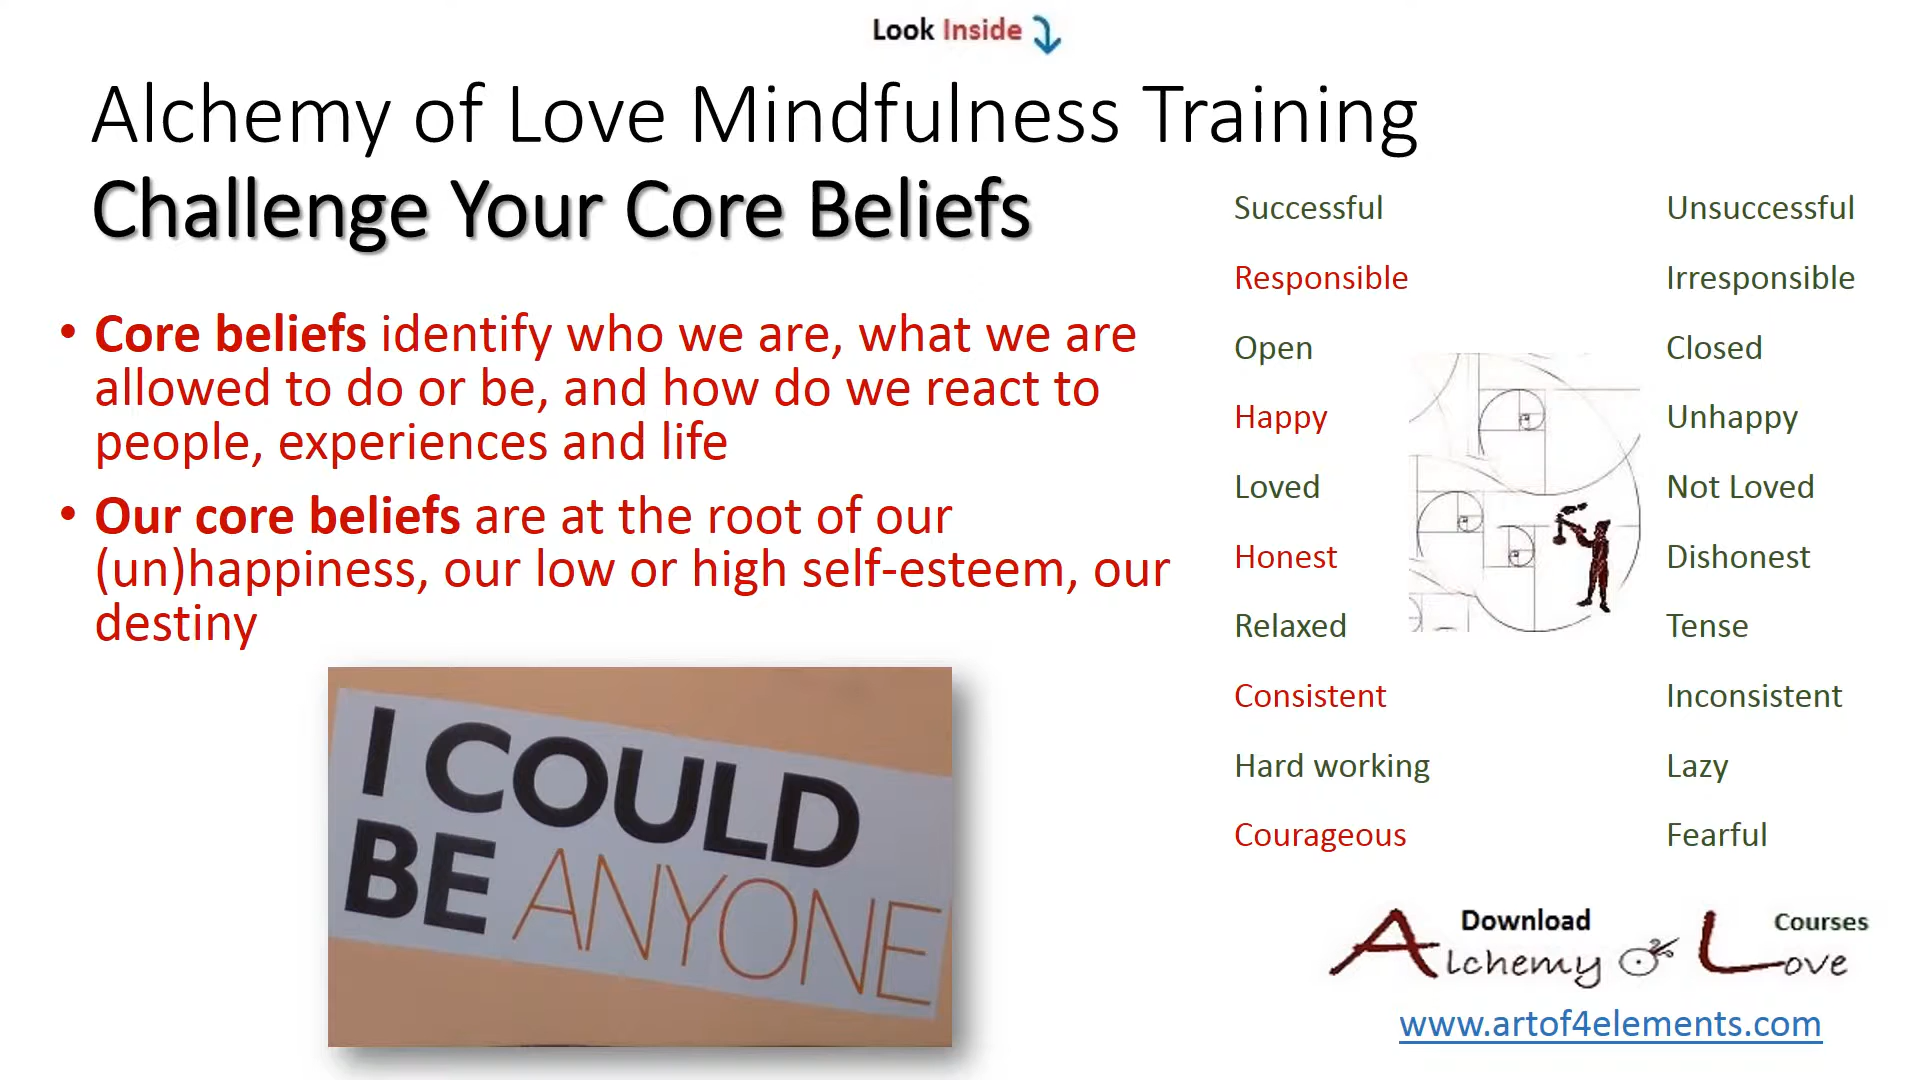 Look Inside
Alchemy of Love Mindfulness Training
Challenge Your Core Beliefs
• Core beliefs identify who we are, what we are
allowed to do or be, and how do we react to
people, experiences and life
• Our core beliefs are at the root of our
(un)happiness, our low or high self-esteem, our
destiny
I COULD
BE ANYONE
Successful Unsuccessful
Responsible Irresponsible
Open Closed
Happy Unhappy
Loved Not Loved
Honest Dishonest
Relaxed Tense
Consistent Inconsistent
Hard working Lazy
Courageous Fearful
Download Courses
Alchemy of Love
www.artof4elements.com